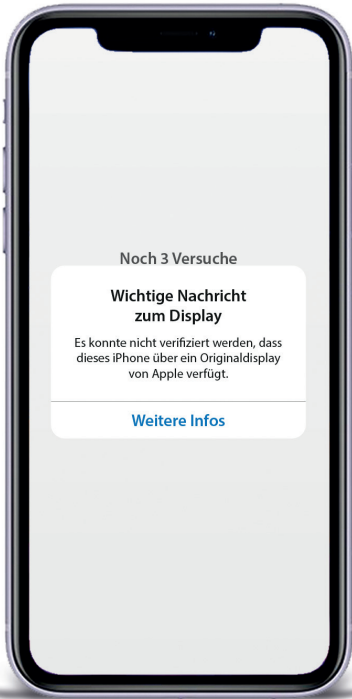 Noch 3 Versuche
Wichtige Nachricht
zum Display
Es konnte nicht verifiziert werden, dass
dieses iPhone über ein Originaldisplay
von Apple verfügt.
Weitere Infos